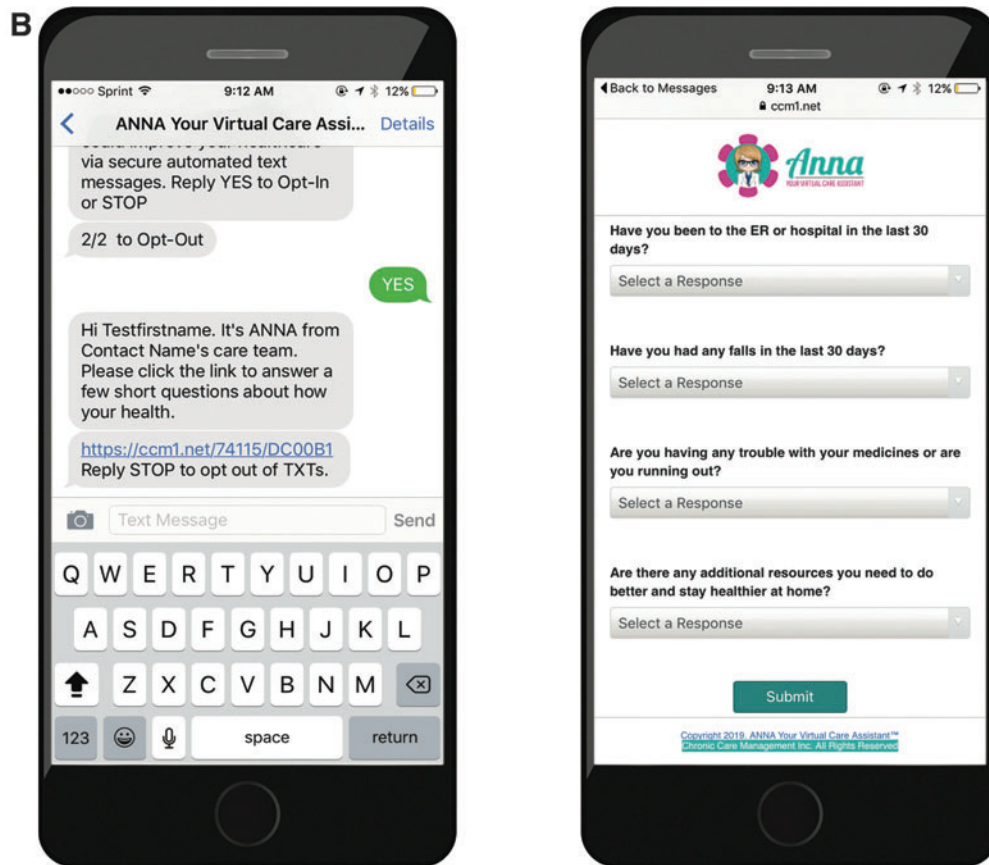 B
Sprint
9:12 AM
12%
ANNA Your Virtual Care Assi...
Details
could improve your healthcare
via secure automated text
messages. Reply YES to Opt-In
or STOP
2/2 to Opt-Out
YES
Hi Testfirstname. It's ANNA from
Contact Name's care team.
Please click the link to answer a
few short questions about how
your health.
https://ccm1.net/74115/DC00B1
Reply STOP to opt out of TXTs.
Text Message
Send
Q W E R T Y U I O P
A S D F G H J K L
Z X C V B N M
123
space
return
Back to Messages
9:13 AM
12%
ccm1.net
Anna
YOUR VIRTUAL CARE ASSISTANT
Have you been to the ER or hospital in the last 30
days?
Select a Response
Have you had any falls in the last 30 days?
Select a Response
Are you having any trouble with your medicines or are
you running out?
Select a Response
Are there any additional resources you need to do
better and stay healthier at home?
Select a Response
Submit
Copyright 2019. ANNA Your Virtual Care Assistant™
Chronic Care Management Inc. All Rights Reserved